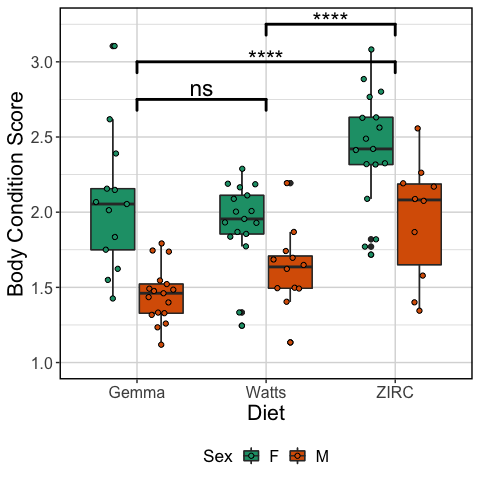 ****
****
ns
Body Condition Score
3.0
2.5
2.0
1.5
1.0
Gemma Watts ZIRC
Diet
Sex F M